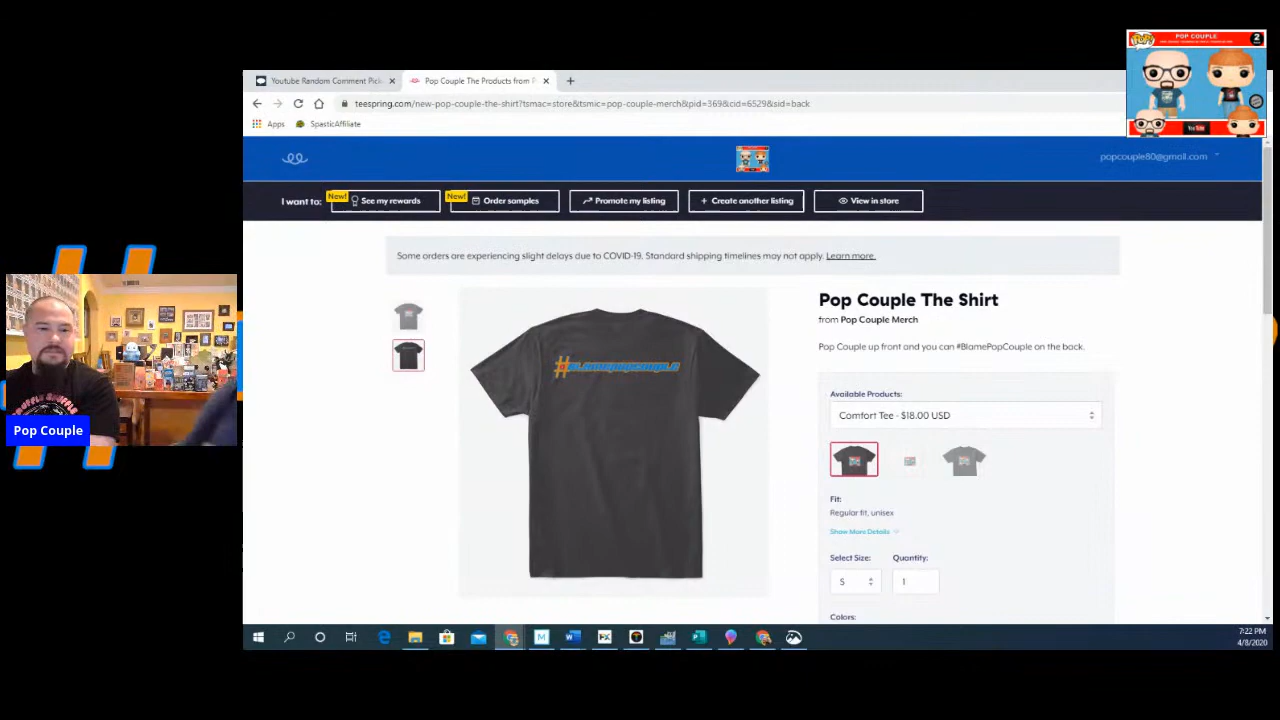 POP COUPLE
2
Youtube Random Comment Pick
Pop Couple The Products from P
teespring.com/new-pop-couple-the-shirt?tsmac=store&tsmic=pop-couple-merch&pid=369&cid=6529&sid=back
Apps
SpasticAffiliate
popcouple80@gmail.com
I want to:
New!
See my rewards
New!
Order samples
Promote my listing
+ Create another listing
View in store
Some orders are experiencing slight delays due to COVID-19. Standard shipping timelines may not apply. Learn more.
Pop Couple The Shirt
from Pop Couple Merch
Pop Couple up front and you can #BlamePopCouple on the back.
#blamepopcouple
Available Products:
Comfort Tee - $18.00 USD
Fit:
Regular fit, unisex
Show More Details +
Select Size:
Quantity:
S
1
Colors:
Pop Couple
7:22 PM
4/8/2020